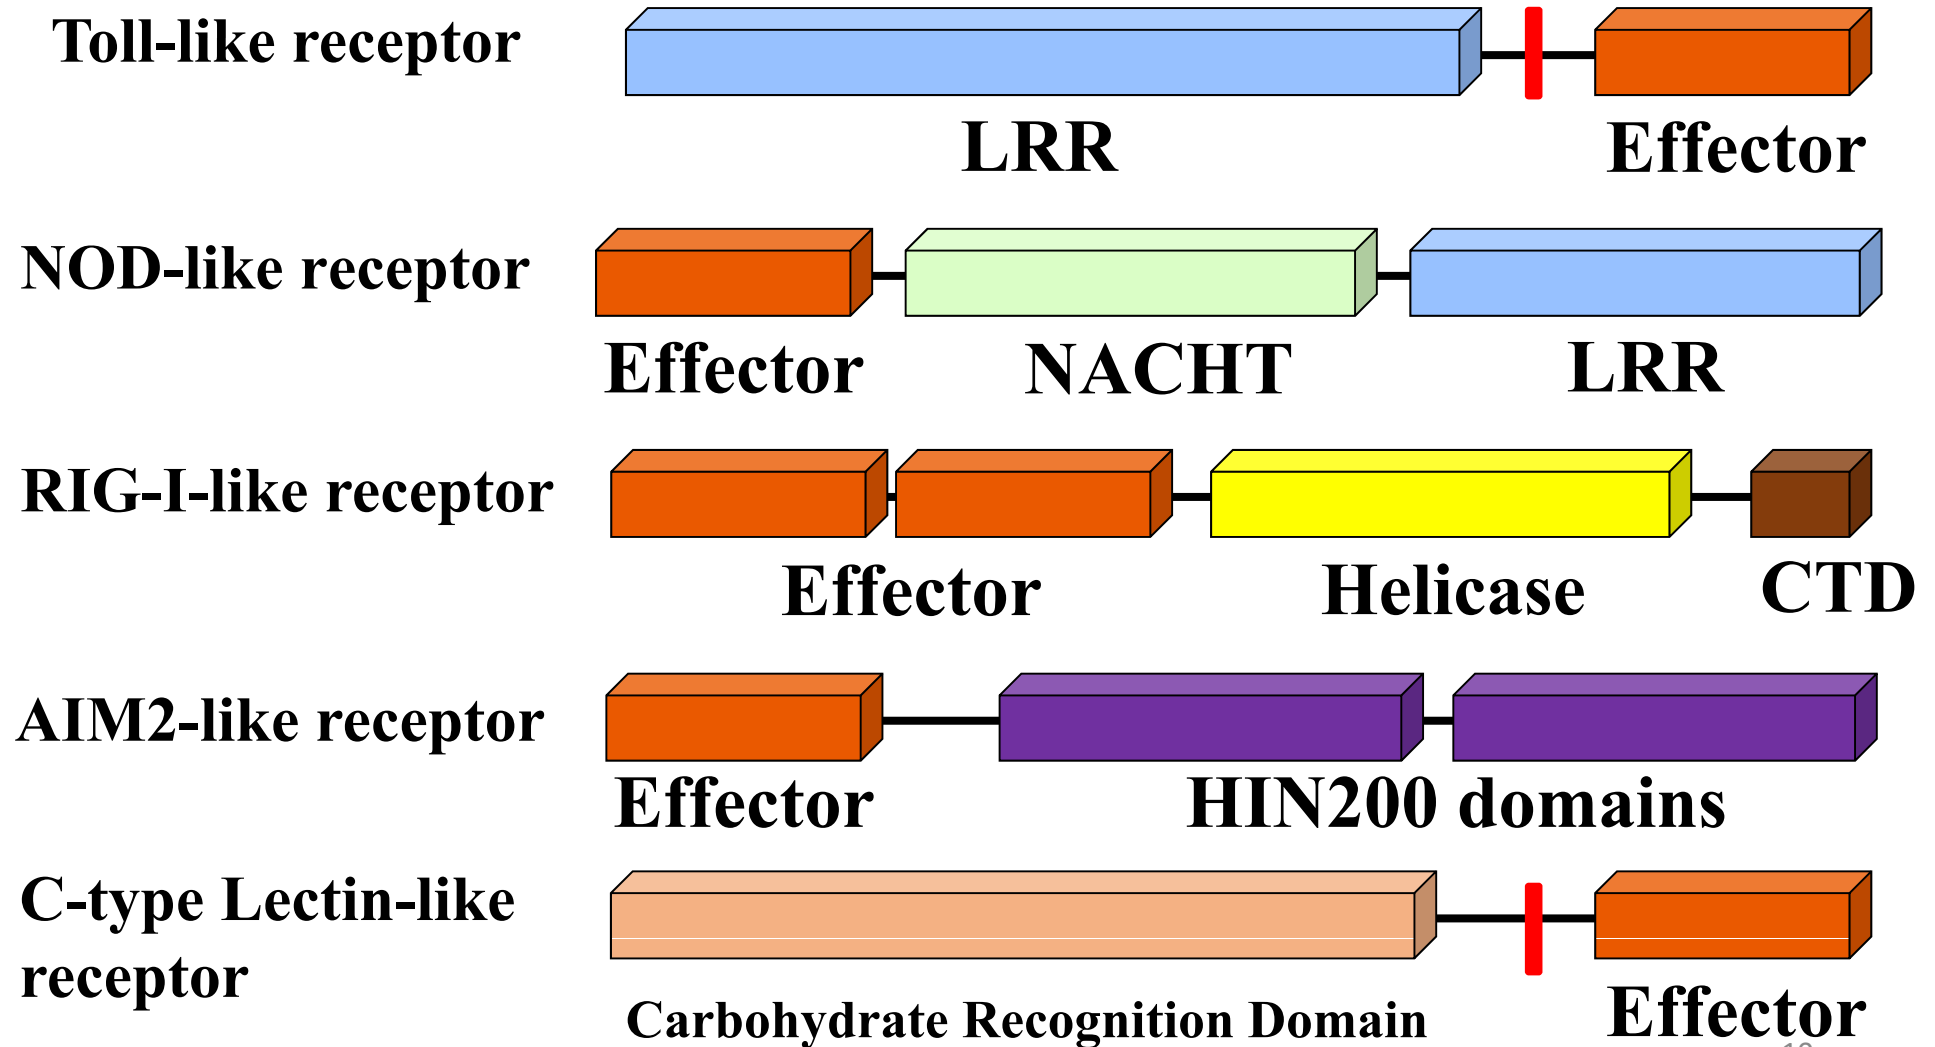 Toll-like receptor
LRR
Effector
NOD-like receptor
Effector
NACHT
LRR
RIG-I-like receptor
Effector
Helicase
CTD
AIM2-like receptor
Effector
HIN200 domains
C-type Lectin-like
receptor
Carbohydrate Recognition Domain
Effector